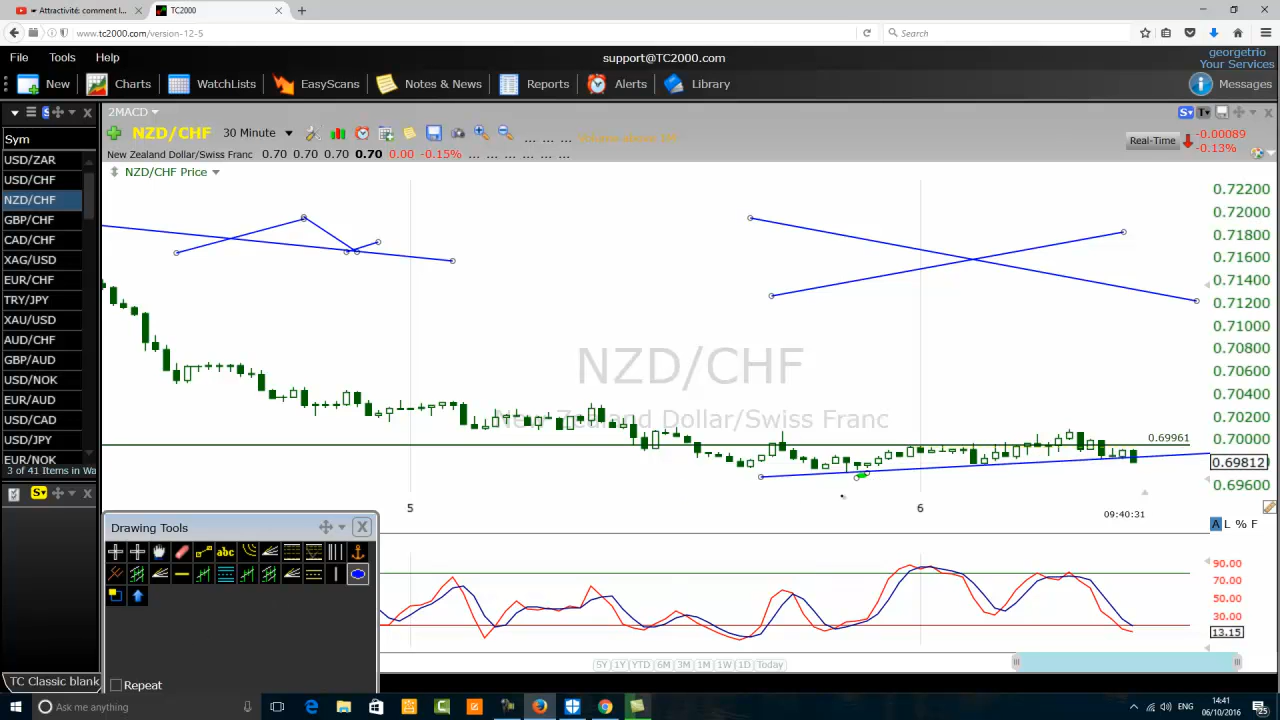 Attractivité: comment l...
TC2000
www.tc2000.com/version-12-5
Search
File Tools Help
support@TC2000.com
georgetrio
Your Services
New Charts WatchLists EasyScans Notes & News Reports Alerts Library Messages
2MACD
Sym
NZD/CHF 30 Minute
Real-Time
-0.00089
-0.13%
New Zealand Dollar/Swiss Franc 0.70 0.70 0.70 0.70 0.00 -0.15% ... ... ... ... ...
NZD/CHF Price
USD/ZAR
USD/CHF
NZD/CHF
GBP/CHF
CAD/CHF
XAG/USD
EUR/CHF
TRY/JPY
XAU/USD
AUD/CHF
GBP/AUD
USD/NOK
EUR/AUD
USD/CAD
USD/JPY
EUR/NOK
3 of 41 Items in Wa
0.72200
0.72000
0.71800
0.71600
0.71400
0.71200
0.71000
0.70800
0.70600
0.70400
0.70200
0.70000
0.69812
0.69600
NZD/CHF
New Zealand Dollar/Swiss Franc
0.69961
5
6
09:40:31
A L % F
Drawing Tools
abc
Repeat
90.00
70.00
50.00
30.00
13.15
5Y 1Y YTD 6M 3M 1M 1W 1D Today
TC Classic blank
Ask me anything
ENG
14:41
06/10/2016
25